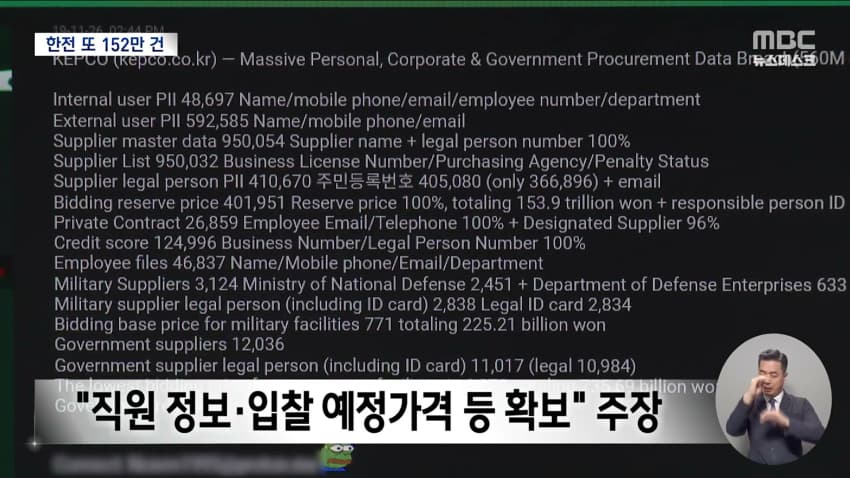 19-11-26, 02:44 PM
한전 또 152만 건
MBC
뉴스데스크
KEPCO (kepco.co.kr) — Massive Personal, Corporate & Government Procurement Data
Internal user PII 48,697 Name/mobile phone/email/employee number/department
External user PII 592,585 Name/mobile phone/email
Supplier master data 950,054 Supplier name + legal person number 100%
Supplier List 950,032 Business License Number/Purchasing Agency/Penalty Status
Supplier legal person PII 410,670 주민등록번호 405,080 (only 366,896) + email
Bidding reserve price 401,951 Reserve price 100%, totaling 153.9 trillion won + responsible person ID
Private Contract 26,859 Employee Email/Telephone 100% + Designated Supplier 96%
Credit score 124,996 Business Number/Legal Person Number 100%
Employee files 46,837 Name/Mobile phone/Email/Department
Military Suppliers 3,124 Ministry of National Defense 2,451 + Department of Defense Enterprises 633
Military supplier legal person (including ID card) 2,838 Legal ID card 2,834
Bidding base price for military facilities 771 totaling 225.21 billion won
Government suppliers 12,036
Government supplier legal person (including ID card) 11,017 (legal 10,984)
"직원 정보·입찰 예정가격 등 확보" 주장